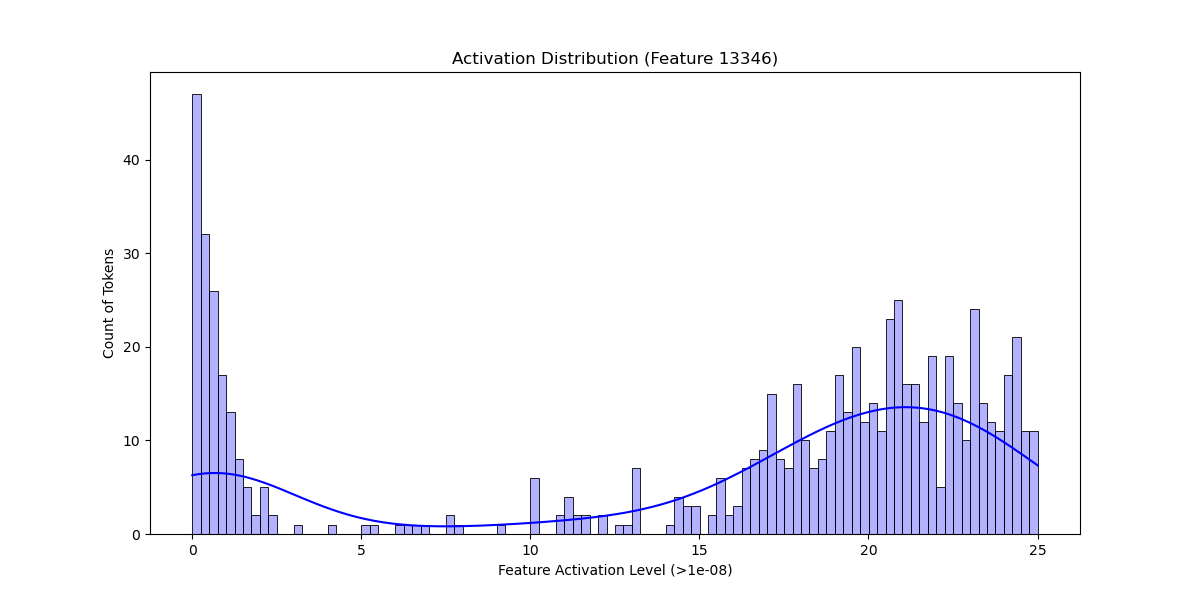 Activation Distribution (Feature 13346)
Count of Tokens
40
30
20
10
0
0 5 10 15 20 25
Feature Activation Level (>1e-08)